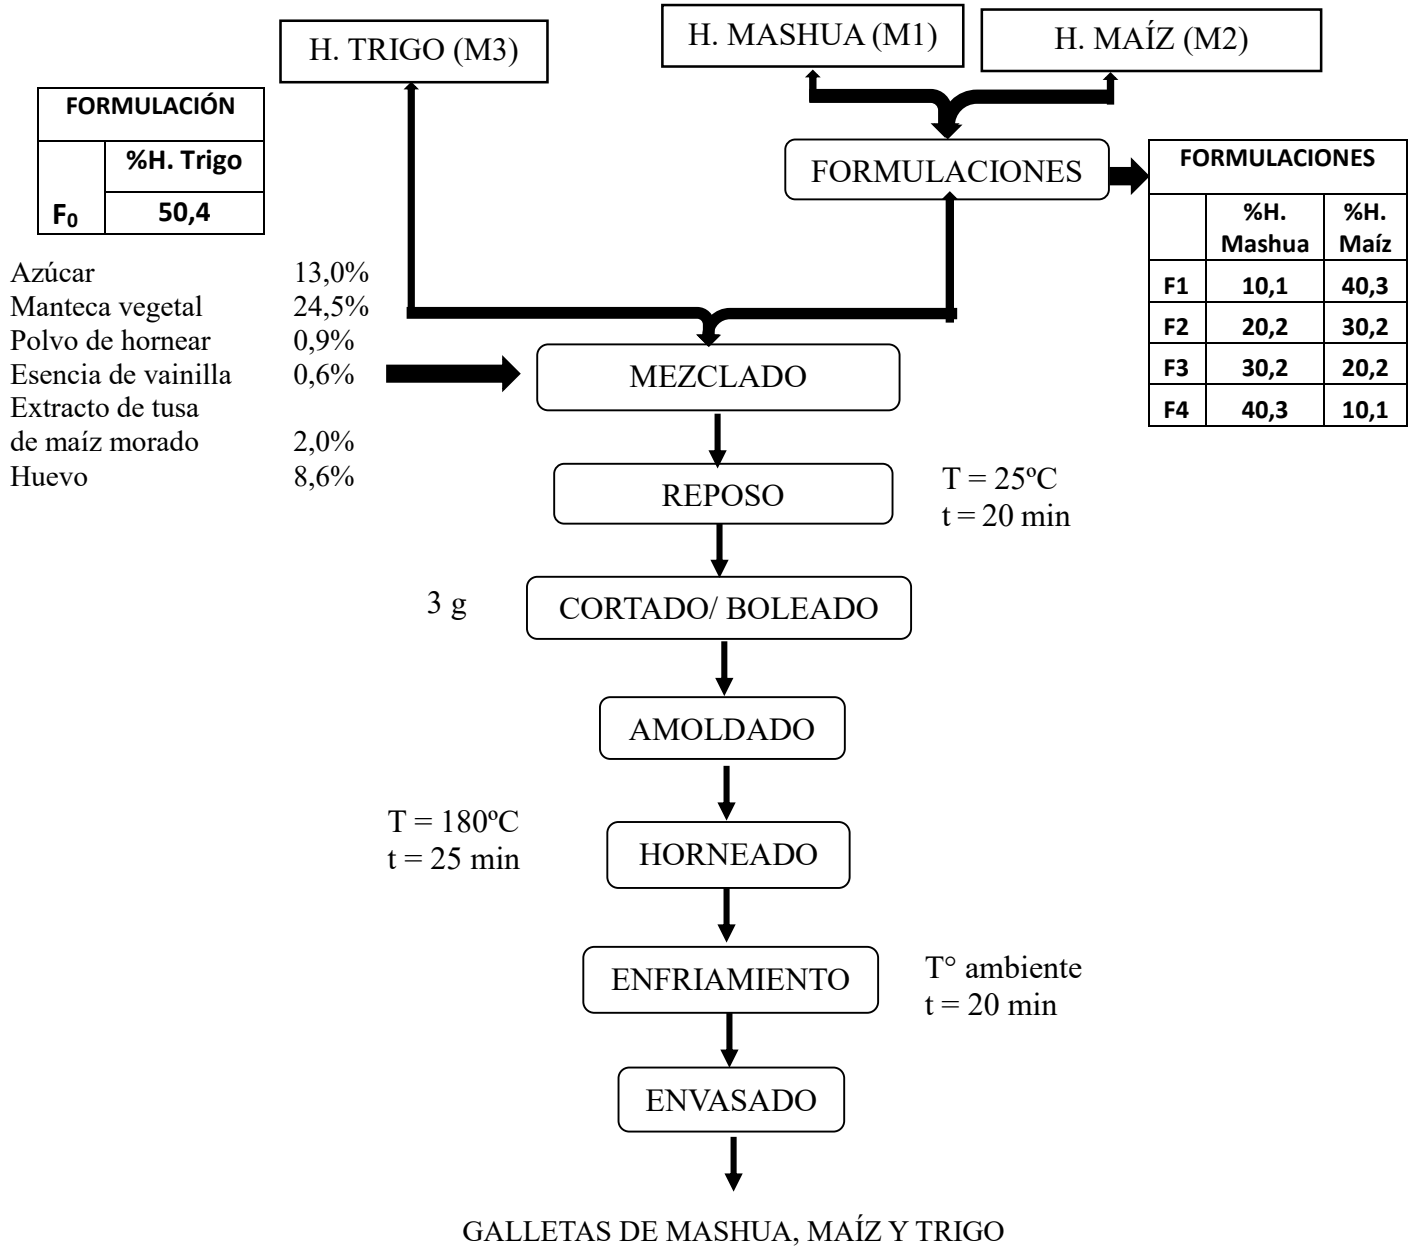 H. TRIGO (M3)
H. MASHUA (M1)
H. MAÍZ (M2)
FORMULACIÓN
%H. Trigo
F₀ 50,4
FORMULACIONES
FORMULACIONES
%H. %H.
Mashua Maíz
F1 10,1 40,3
F2 20,2 30,2
F3 30,2 20,2
F4 40,3 10,1
Azúcar 13,0%
Manteca vegetal 24,5%
Polvo de hornear 0,9%
Esencia de vainilla 0,6%
Extracto de tusa
de maíz morado 2,0%
Huevo 8,6%
MEZCLADO
REPOSO
T = 25ºC
t = 20 min
3 g
CORTADO/ BOLEADO
AMOLDADO
T = 180ºC
t = 25 min
HORNEADO
ENFRIAMIENTO
T° ambiente
t = 20 min
ENVASADO
GALLETAS DE MASHUA, MAÍZ Y TRIGO